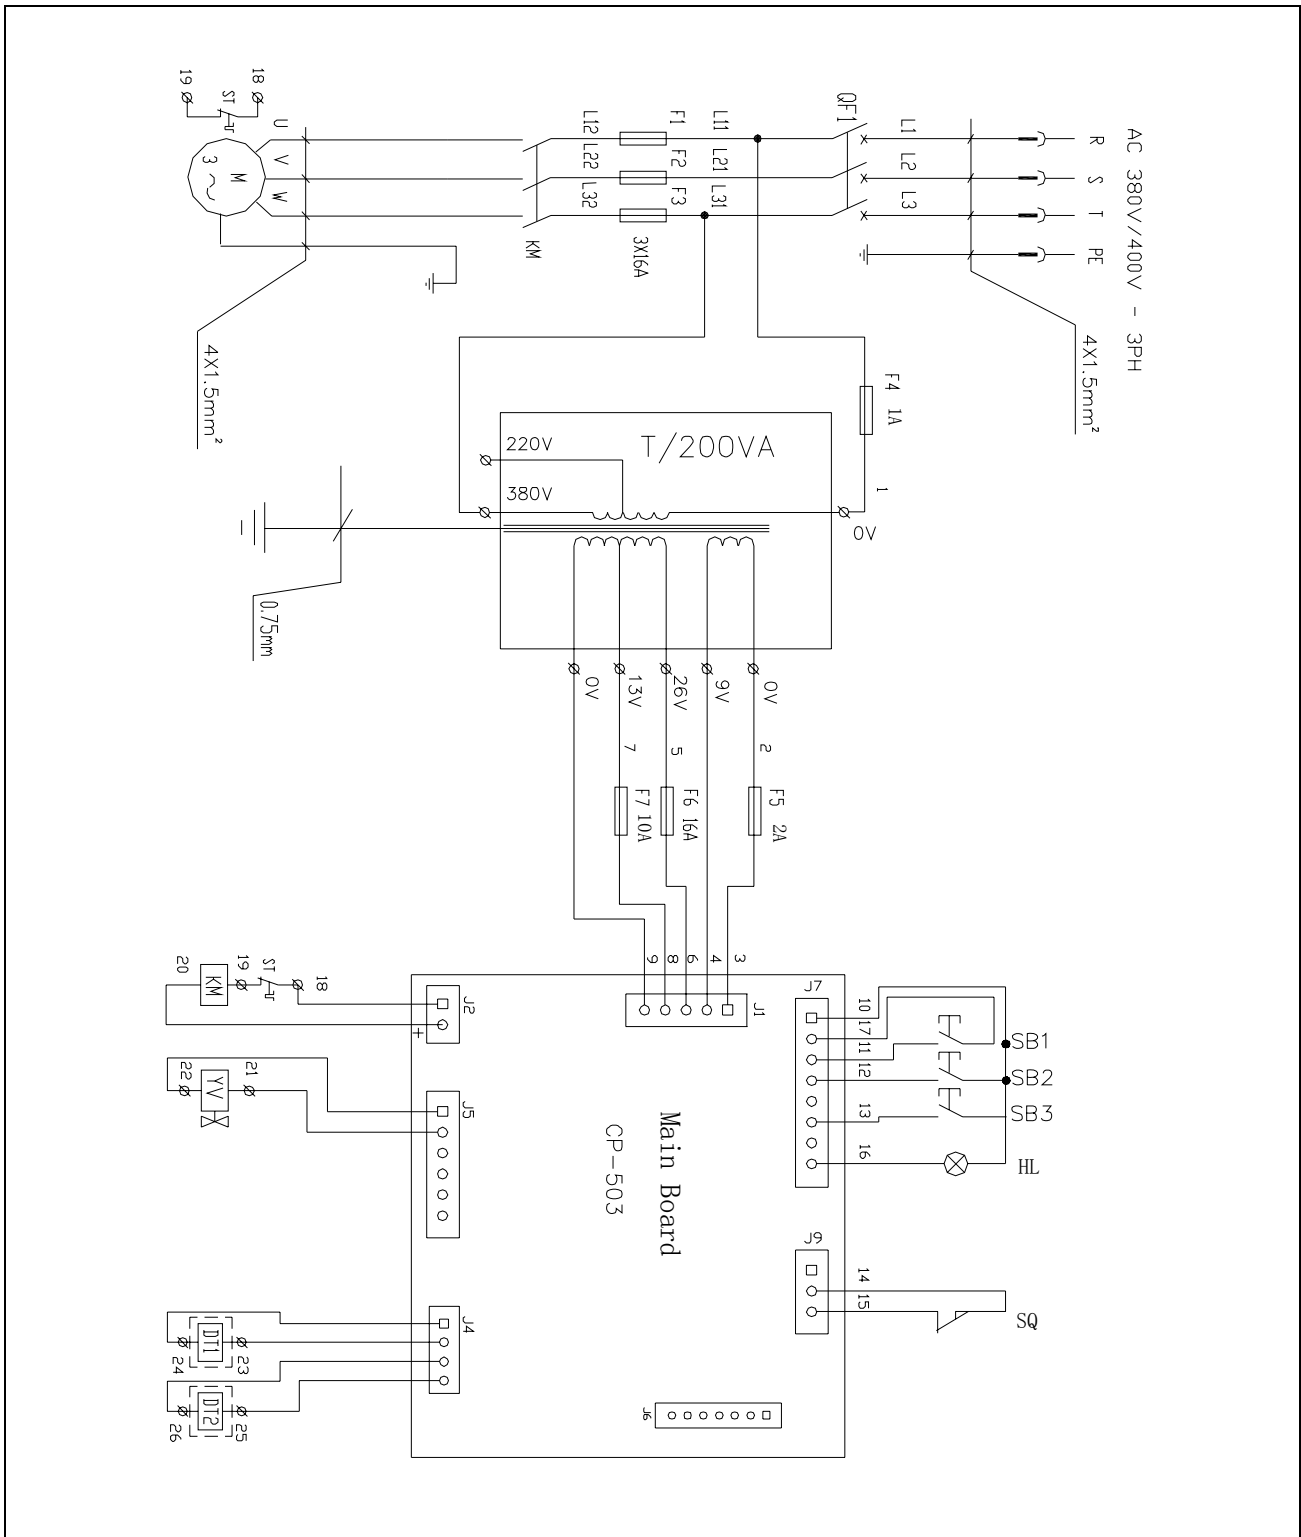 AC 380V/400V - 3PH
R
S
T
PE
4X1.5mm²
L1
L2
L3
QF1
L11
L21
L31
F1
F2
F3
3X16A
L12
L22
L32
KM
U
V
W
M
3
18
ST
19
4X1.5mm²
F4 1A
1
T/200VA
220V
380V
0V
0.75mm
0V
13V
26V
9V
0V
7
5
2
F7 10A
F6 16A
F5 2A
9
8
6
4
3
J1
J2
+
18
ST
19
KM
20
J5
21
YV
22
J4
23
DT1
24
25
DT2
26
Main Board
CP-503
J7
10
17
11
12
13
16
SB1
SB2
SB3
HL
J9
14
15
SQ
J6